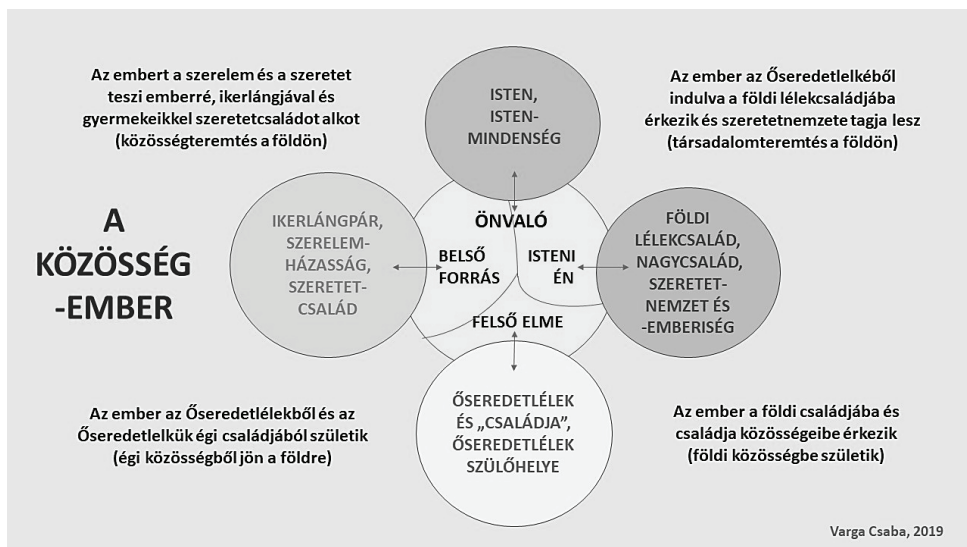 Az embert a szerelem és a szeretet
teszi emberré, ikerlángjával és
gyermekeikkel szeretetcsaládot alkot
(közösségteremtés a földön)
ISTEN,
ISTEN-
MINDENSÉG
Az ember az Őseredetlelkéből
indulva a földi lélekcsaládjába
érkezik és szeretetnemzete tagja lesz
(társadalomteremtés a földön)
A
KÖZÖSSÉG
-EMBER
IKERLÁNGPÁR,
SZERELEM-
HÁZASSÁG,
SZERETET-
CSALÁD
ÖNVALÓ
BELSŐ
FORRÁS
ISTENI
ÉN
FELSŐ ELME
FÖLDI
LÉLEKCSALÁD,
NAGYCSALÁD,
SZERETET-
NEMZET ÉS
-EMBERISÉG
Az ember az Őseredetlélekből és az
Őseredetlelkük égi családjából születik
(égi közösségből jön a földre)
ŐSEREDETLÉLEK
ÉS „CSALÁDJA”,
ŐSEREDETLÉLEK
SZÜLŐHELYE
Az ember a földi családjába és
családja közösségeibe érkezik
(földi közösségbe születik)
Varga Csaba, 2019